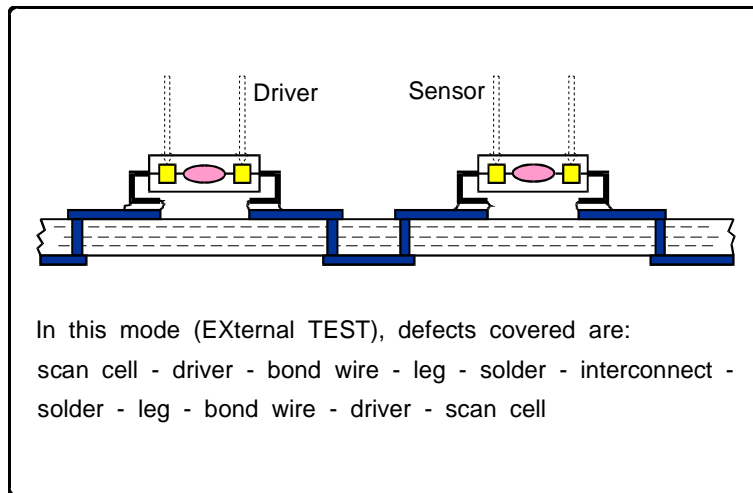 Driver
Sensor
In this mode (EXternal TEST), defects covered are:
scan cell - driver - bond wire - leg - solder - interconnect -
solder - leg - bond wire - driver - scan cell